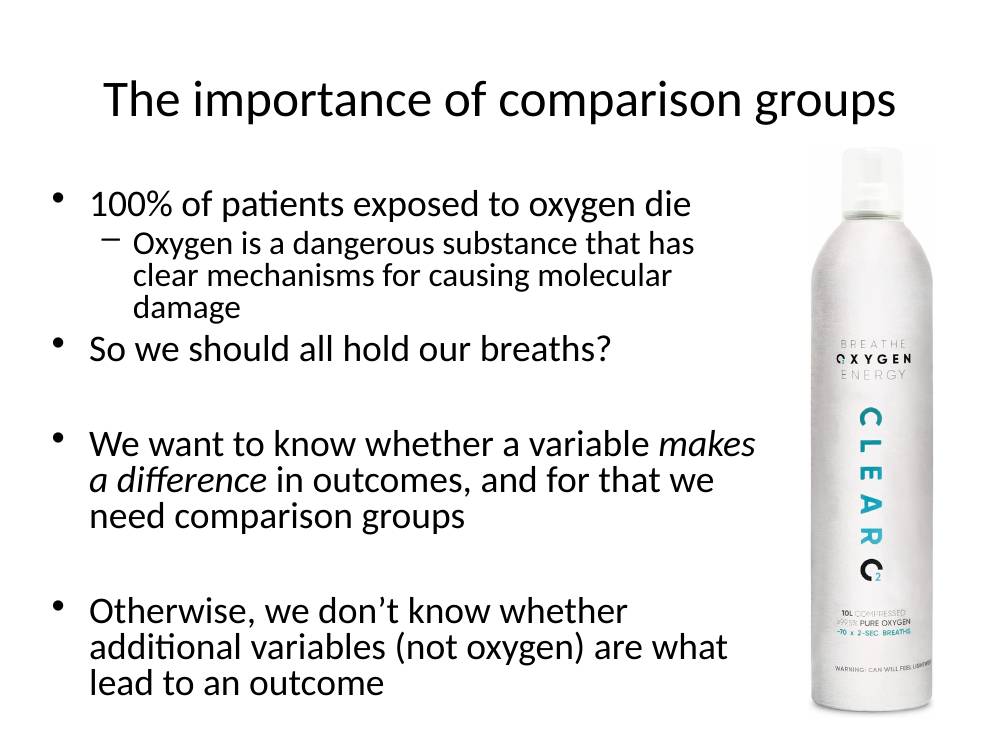 The importance of comparison groups
• 100% of patients exposed to oxygen die
– Oxygen is a dangerous substance that has
clear mechanisms for causing molecular
damage
• So we should all hold our breaths?
• We want to know whether a variable makes
a difference in outcomes, and for that we
need comparison groups
• Otherwise, we don’t know whether
additional variables (not oxygen) are what
lead to an outcome
BREATHE
OXYGEN
ENERGY
CLEAR O2
10L COMPRESSED
>99.5% PURE OXYGEN
~70 x 2-SEC BREATHS
WARNING: CAN WILL FEEL